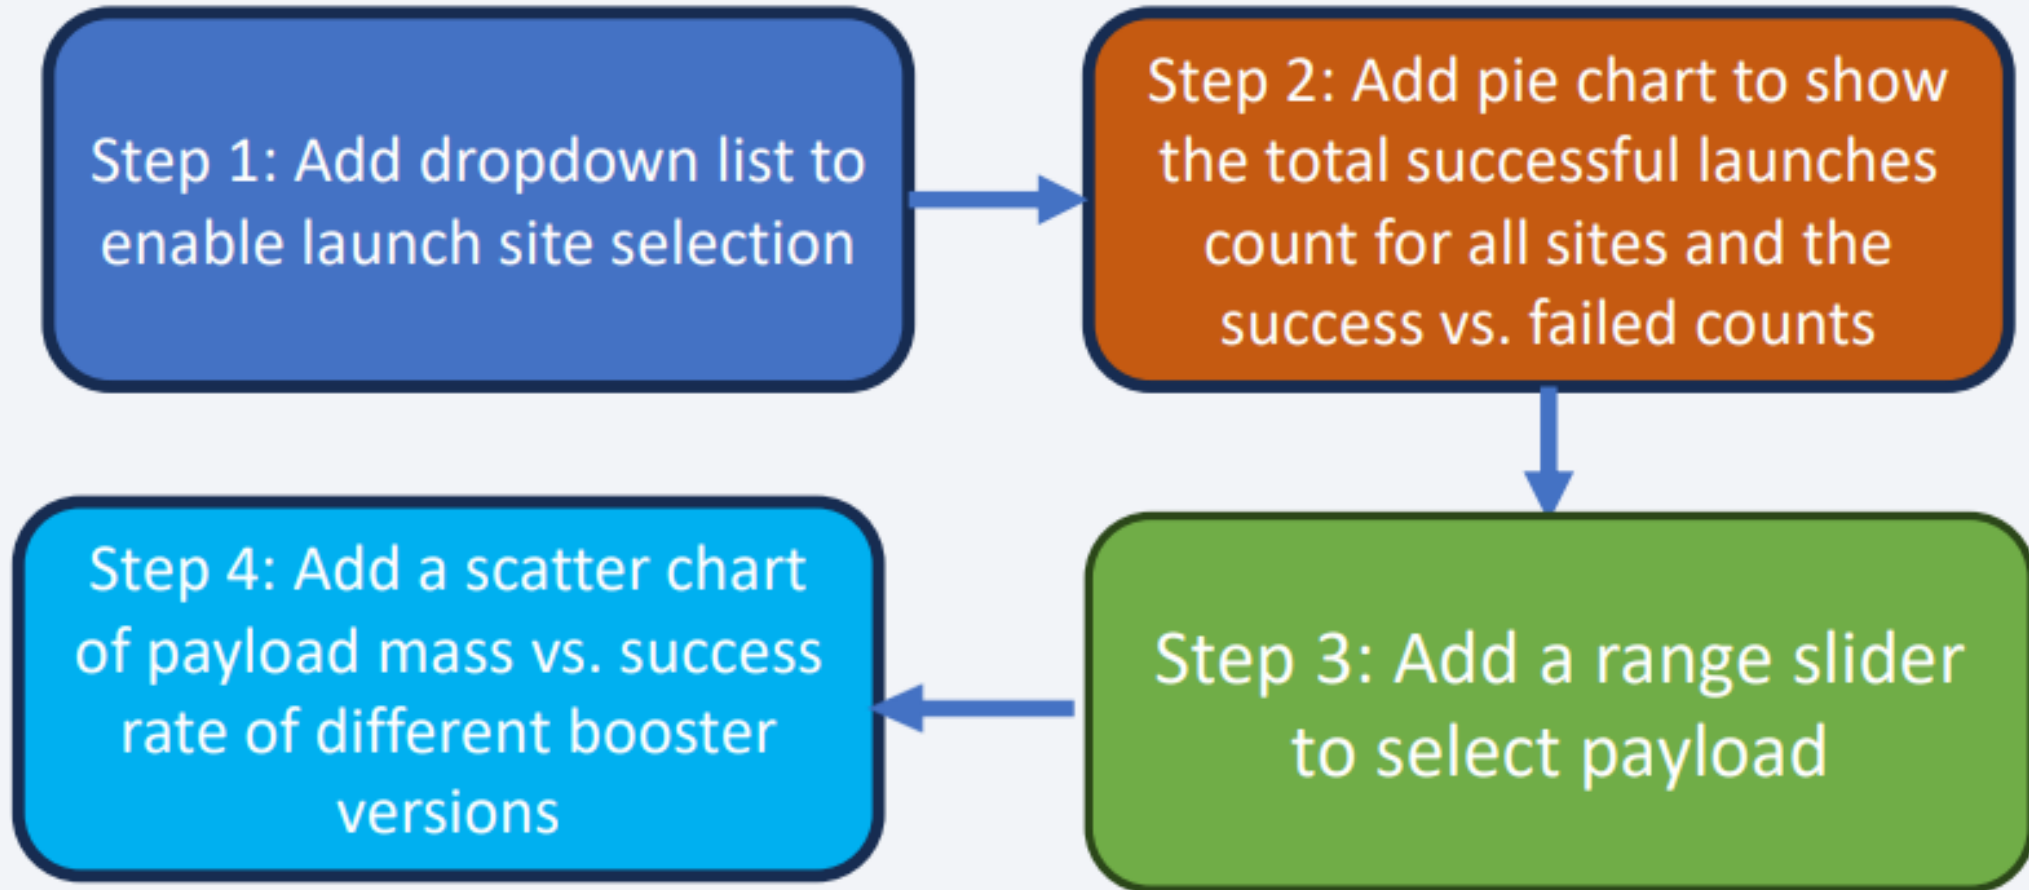 Step 1: Add dropdown list to
enable launch site selection
Step 2: Add pie chart to show
the total successful launches
count for all sites and the
success vs. failed counts
Step 3: Add a range slider
to select payload
Step 4: Add a scatter chart
of payload mass vs. success
rate of different booster
versions